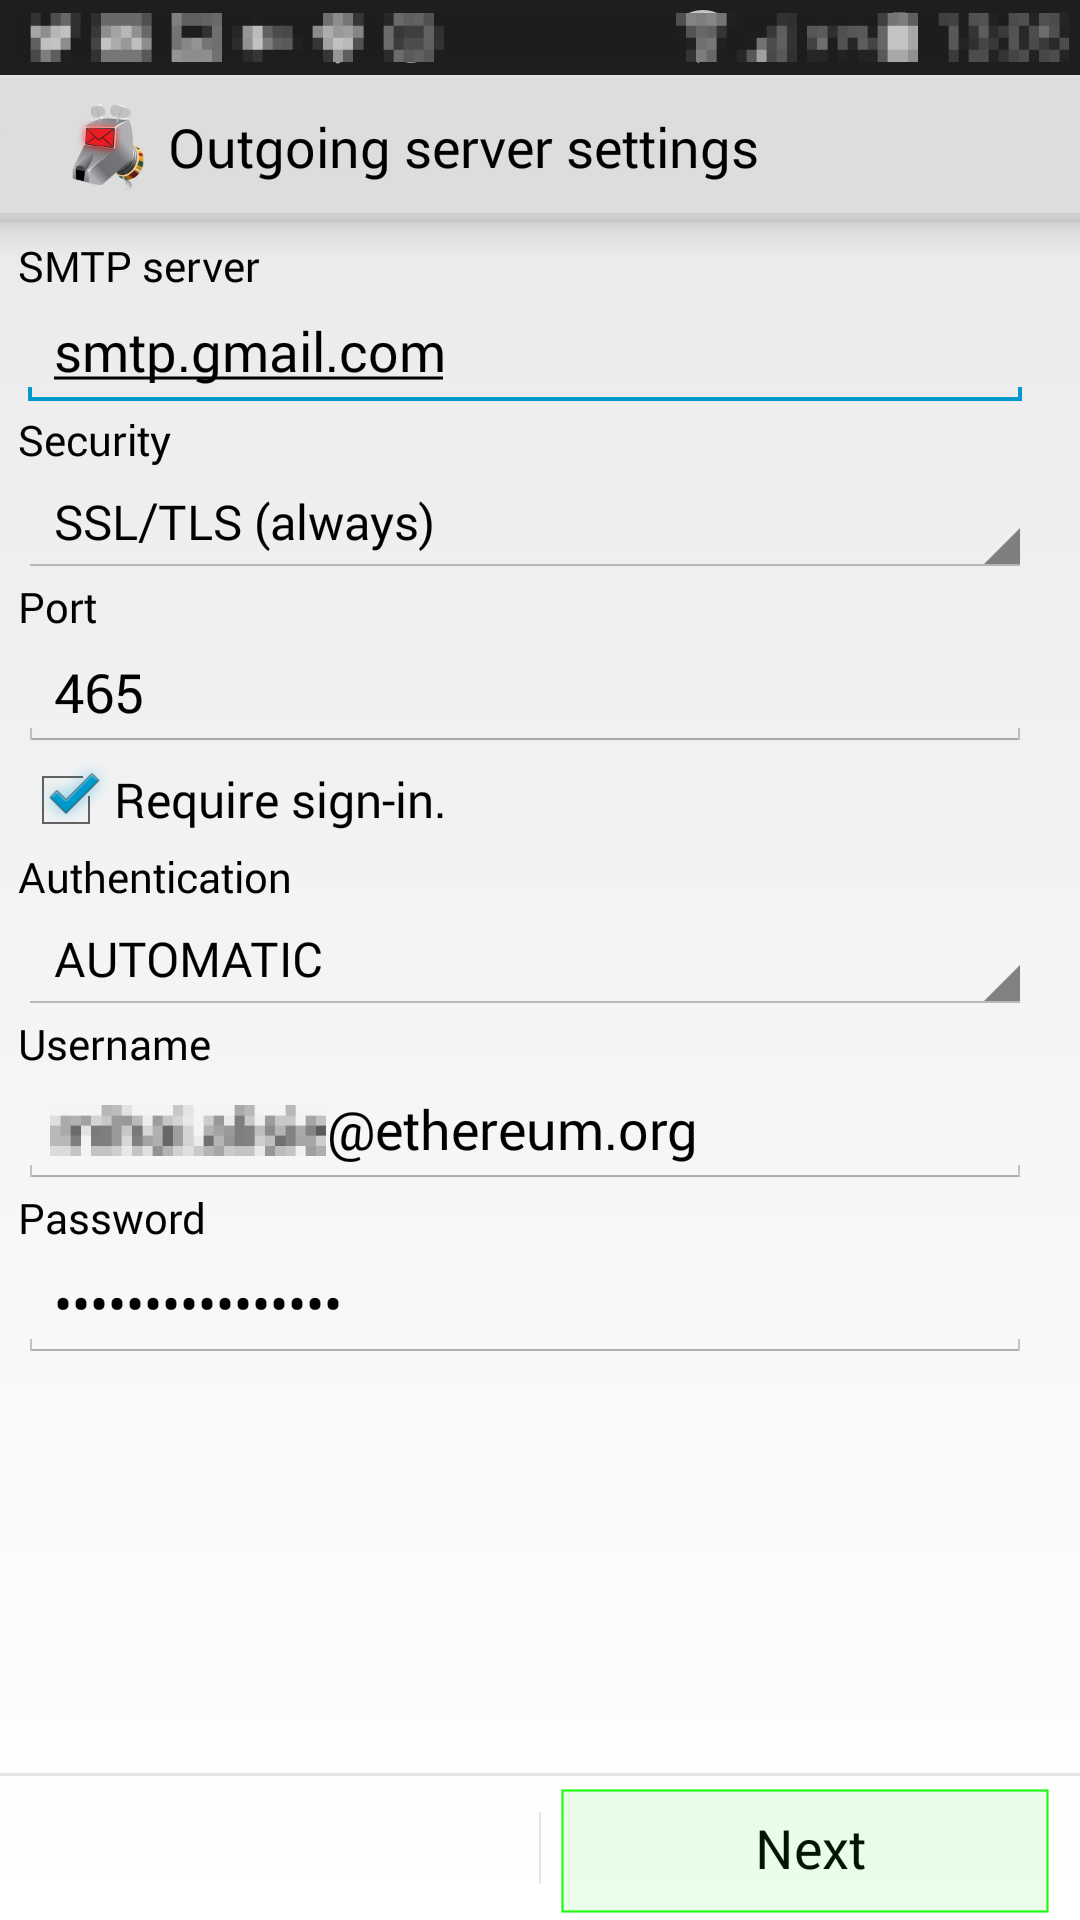 Outgoing server settings
SMTP server
smtp.gmail.com
Security
SSL/TLS (always)
Port
465
Require sign-in.
Authentication
AUTOMATIC
Username
@ethereum.org
Password
••••••••••••••••
Next